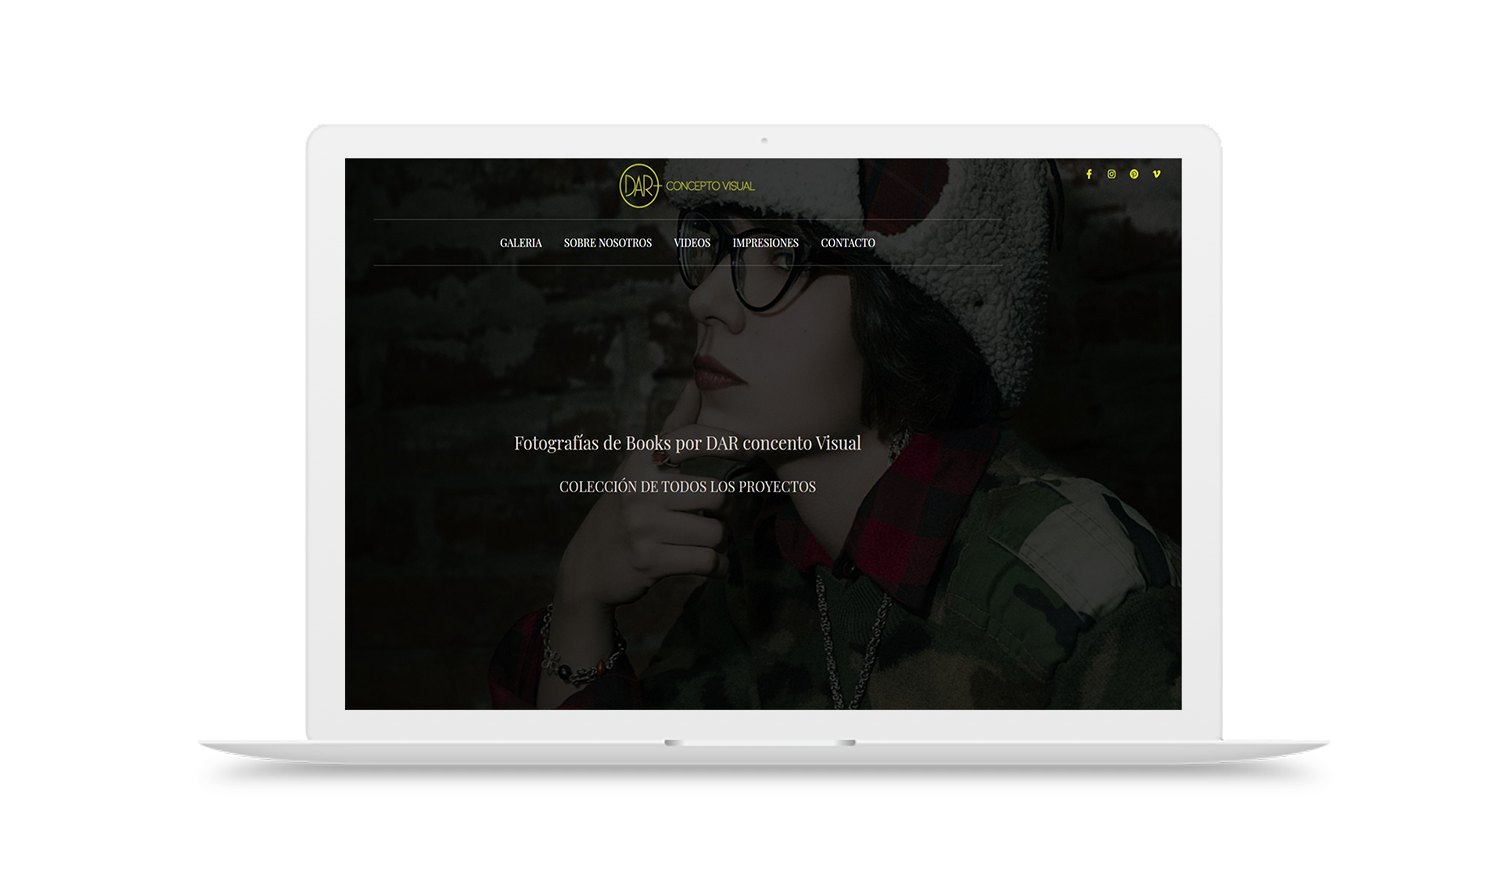 DAR CONCEPTO VISUAL
GALERIA SOBRE NOSOTROS VIDEOS IMPRESIONES CONTACTO
Fotografías de Books por DAR concento Visual
COLECCIÓN DE TODOS LOS PROYECTOS